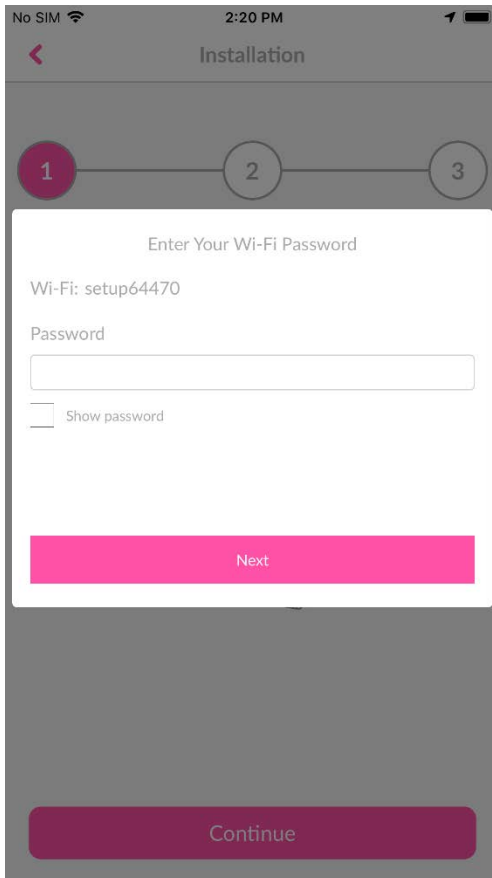 No SIM 2:20 PM
Installation
1 2 3
Enter Your Wi-Fi Password
Wi-Fi: setup64470
Password
Show password
Next
Continue